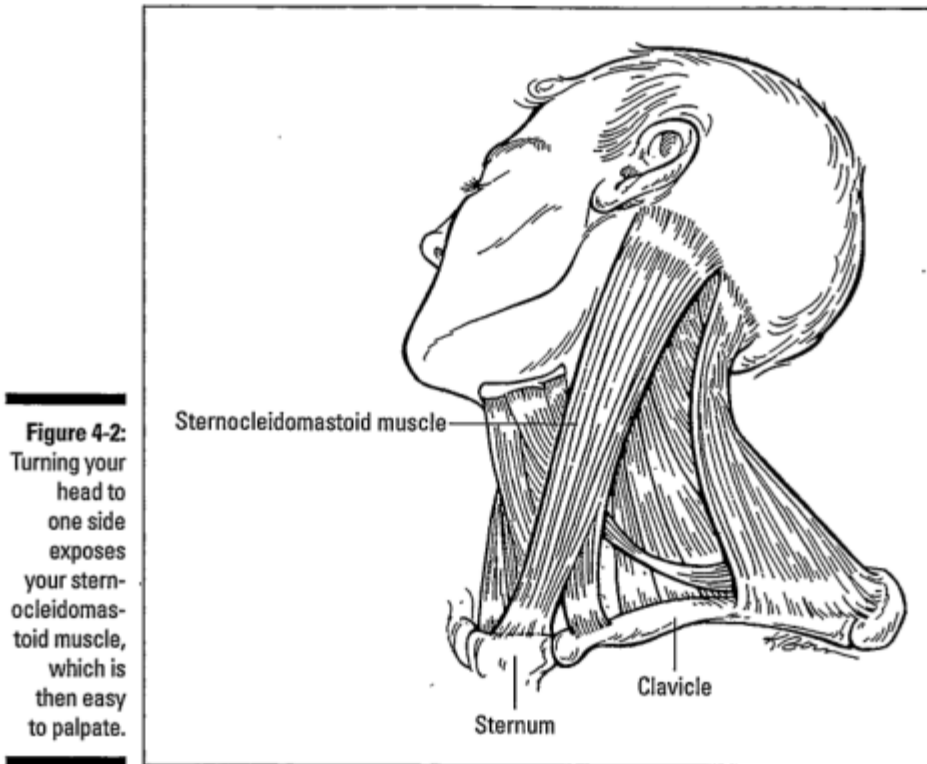 Figure 4-2:
Turning your
head to
one side
exposes
your stern-
ocleidomas-
toid muscle,
which is
then easy
to palpate.
Sternocleidomastoid muscle
Clavicle
Sternum